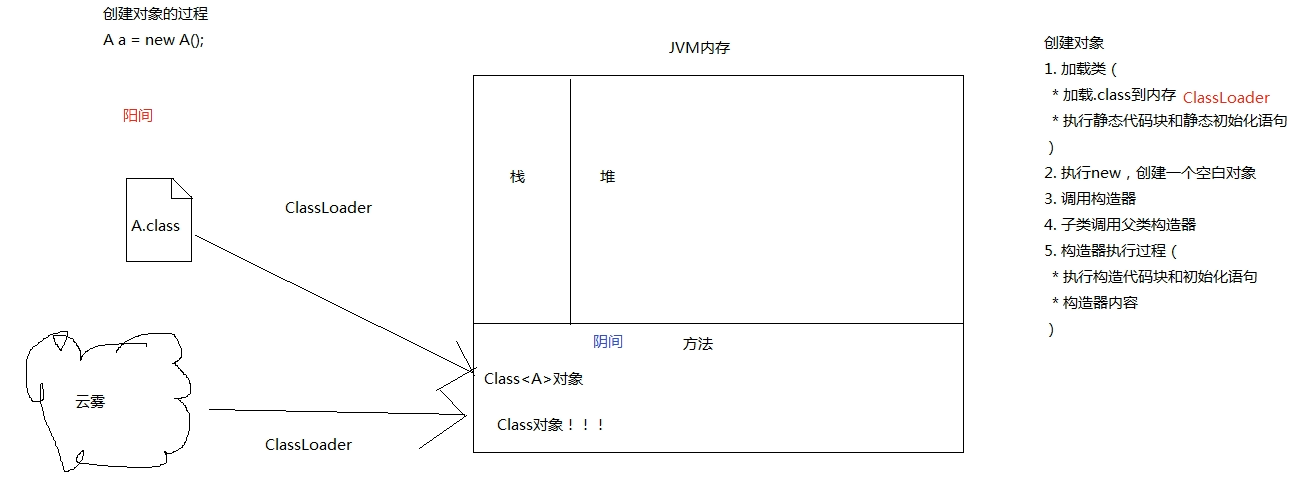 创建对象的过程
A a = new A();
阳间
A.class
ClassLoader
云雾
ClassLoader
JVM内存
栈
堆
阴间
方法
Class<A>对象
Class对象！！！
创建对象
1. 加载类（
* 加载.class到内存 ClassLoader
* 执行静态代码块和静态初始化语句
）
2. 执行new，创建一个空白对象
3. 调用构造器
4. 子类调用父类构造器
5. 构造器执行过程（
* 执行构造代码块和初始化语句
* 构造器内容
）